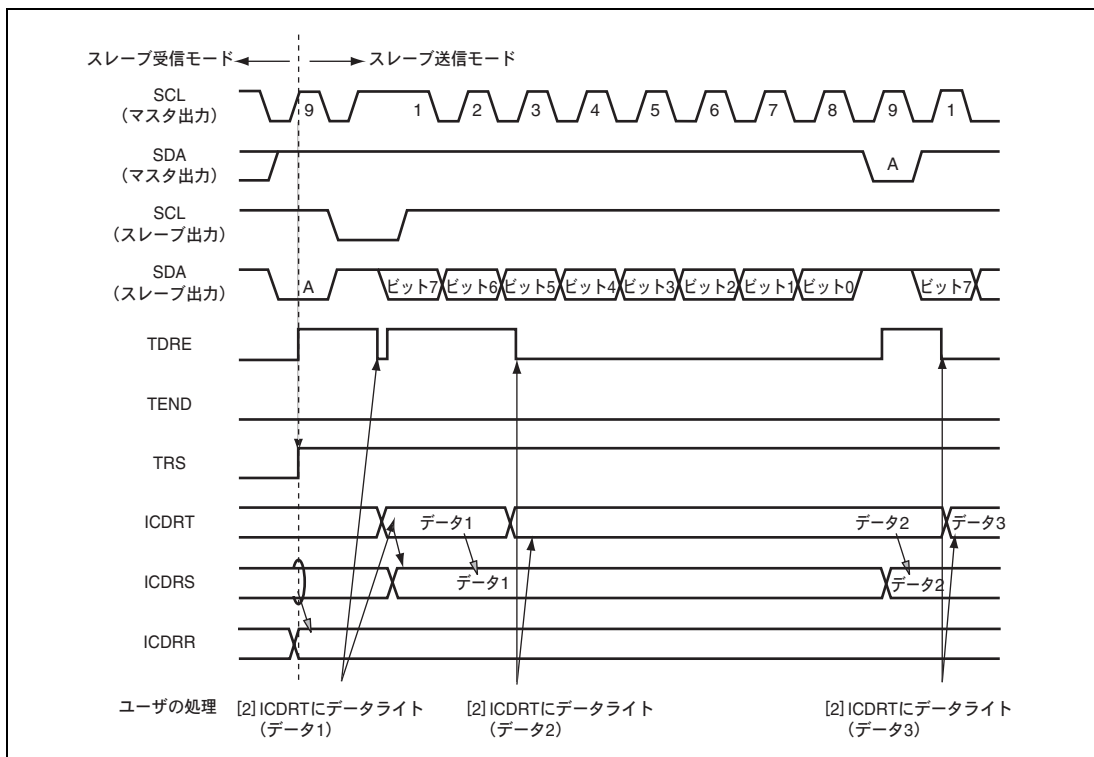 スレーブ受信モード スレーブ送信モード
SCL
（マスタ出力）
9 1 2 3 4 5 6 7 8 9 1
SDA
（マスタ出力）
A
SCL
（スレーブ出力）
SDA
（スレーブ出力）
A ビット7 ビット6 ビット5 ビット4 ビット3 ビット2 ビット1 ビット0 ビット7
TDRE
TEND
TRS
ICDRT
データ1 データ2 データ3
ICDRS
データ1 データ2
ICDRR
ユーザの処理
[2] ICDRTにデータライト
（データ1）
[2] ICDRTにデータライト
（データ2）
[2] ICDRTにデータライト
（データ3）